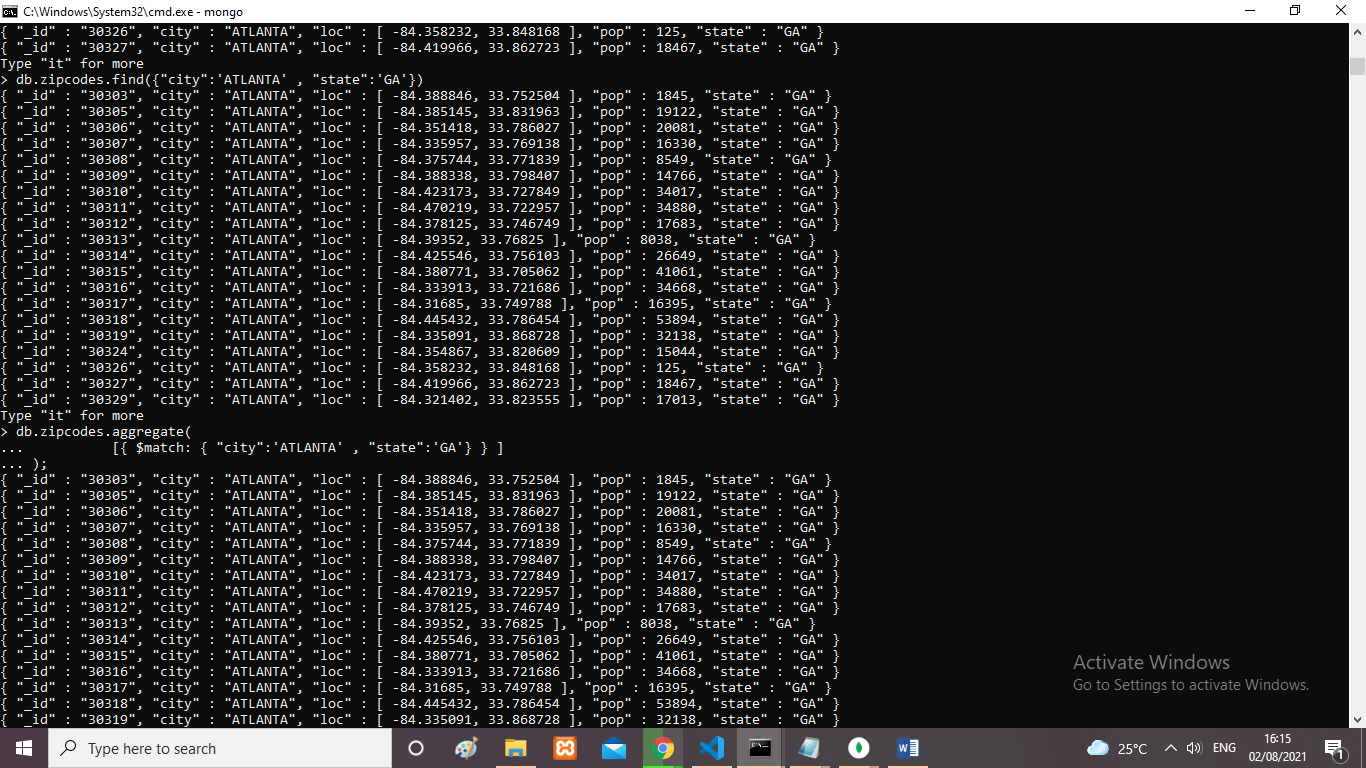 C:\Windows\System32\cmd.exe - mongo
{ "_id" : "30326", "city" : "ATLANTA", "loc" : [ -84.358232, 33.848168 ], "pop" : 125, "state" : "GA" }
{ "_id" : "30327", "city" : "ATLANTA", "loc" : [ -84.419966, 33.862723 ], "pop" : 18467, "state" : "GA" }
Type "it" for more
> db.zipcodes.find({"city":'ATLANTA' , "state":'GA'})
{ "_id" : "30303", "city" : "ATLANTA", "loc" : [ -84.388846, 33.752504 ], "pop" : 1845, "state" : "GA" }
{ "_id" : "30305", "city" : "ATLANTA", "loc" : [ -84.385145, 33.831963 ], "pop" : 19122, "state" : "GA" }
{ "_id" : "30306", "city" : "ATLANTA", "loc" : [ -84.351418, 33.786027 ], "pop" : 20081, "state" : "GA" }
{ "_id" : "30307", "city" : "ATLANTA", "loc" : [ -84.335957, 33.769138 ], "pop" : 16330, "state" : "GA" }
{ "_id" : "30308", "city" : "ATLANTA", "loc" : [ -84.375744, 33.771839 ], "pop" : 8549, "state" : "GA" }
{ "_id" : "30309", "city" : "ATLANTA", "loc" : [ -84.388338, 33.798407 ], "pop" : 14766, "state" : "GA" }
{ "_id" : "30310", "city" : "ATLANTA", "loc" : [ -84.423173, 33.727849 ], "pop" : 34017, "state" : "GA" }
{ "_id" : "30311", "city" : "ATLANTA", "loc" : [ -84.470219, 33.722957 ], "pop" : 34880, "state" : "GA" }
{ "_id" : "30312", "city" : "ATLANTA", "loc" : [ -84.378125, 33.746749 ], "pop" : 17683, "state" : "GA" }
{ "_id" : "30313", "city" : "ATLANTA", "loc" : [ -84.39352, 33.76825 ], "pop" : 8038, "state" : "GA" }
{ "_id" : "30314", "city" : "ATLANTA", "loc" : [ -84.425546, 33.756103 ], "pop" : 26649, "state" : "GA" }
{ "_id" : "30315", "city" : "ATLANTA", "loc" : [ -84.380771, 33.705062 ], "pop" : 41061, "state" : "GA" }
{ "_id" : "30316", "city" : "ATLANTA", "loc" : [ -84.333913, 33.721686 ], "pop" : 34668, "state" : "GA" }
{ "_id" : "30317", "city" : "ATLANTA", "loc" : [ -84.31685, 33.749788 ], "pop" : 16395, "state" : "GA" }
{ "_id" : "30318", "city" : "ATLANTA", "loc" : [ -84.445432, 33.786454 ], "pop" : 53894, "state" : "GA" }
{ "_id" : "30319", "city" : "ATLANTA", "loc" : [ -84.335091, 33.868728 ], "pop" : 32138, "state" : "GA" }
{ "_id" : "30324", "city" : "ATLANTA", "loc" : [ -84.354867, 33.820609 ], "pop" : 15044, "state" : "GA" }
{ "_id" : "30326", "city" : "ATLANTA", "loc" : [ -84.358232, 33.848168 ], "pop" : 125, "state" : "GA" }
{ "_id" : "30327", "city" : "ATLANTA", "loc" : [ -84.419966, 33.862723 ], "pop" : 18467, "state" : "GA" }
{ "_id" : "30329", "city" : "ATLANTA", "loc" : [ -84.321402, 33.823555 ], "pop" : 17013, "state" : "GA" }
Type "it" for more
> db.zipcodes.aggregate(
... [{ $match: { "city":'ATLANTA' , "state":'GA'} } ]
... );
{ "_id" : "30303", "city" : "ATLANTA", "loc" : [ -84.388846, 33.752504 ], "pop" : 1845, "state" : "GA" }
{ "_id" : "30305", "city" : "ATLANTA", "loc" : [ -84.385145, 33.831963 ], "pop" : 19122, "state" : "GA" }
{ "_id" : "30306", "city" : "ATLANTA", "loc" : [ -84.351418, 33.786027 ], "pop" : 20081, "state" : "GA" }
{ "_id" : "30307", "city" : "ATLANTA", "loc" : [ -84.335957, 33.769138 ], "pop" : 16330, "state" : "GA" }
{ "_id" : "30308", "city" : "ATLANTA", "loc" : [ -84.375744, 33.771839 ], "pop" : 8549, "state" : "GA" }
{ "_id" : "30309", "city" : "ATLANTA", "loc" : [ -84.388338, 33.798407 ], "pop" : 14766, "state" : "GA" }
{ "_id" : "30310", "city" : "ATLANTA", "loc" : [ -84.423173, 33.727849 ], "pop" : 34017, "state" : "GA" }
{ "_id" : "30311", "city" : "ATLANTA", "loc" : [ -84.470219, 33.722957 ], "pop" : 34880, "state" : "GA" }
{ "_id" : "30312", "city" : "ATLANTA", "loc" : [ -84.378125, 33.746749 ], "pop" : 17683, "state" : "GA" }
{ "_id" : "30313", "city" : "ATLANTA", "loc" : [ -84.39352, 33.76825 ], "pop" : 8038, "state" : "GA" }
{ "_id" : "30314", "city" : "ATLANTA", "loc" : [ -84.425546, 33.756103 ], "pop" : 26649, "state" : "GA" }
{ "_id" : "30315", "city" : "ATLANTA", "loc" : [ -84.380771, 33.705062 ], "pop" : 41061, "state" : "GA" }
{ "_id" : "30316", "city" : "ATLANTA", "loc" : [ -84.333913, 33.721686 ], "pop" : 34668, "state" : "GA" }
{ "_id" : "30317", "city" : "ATLANTA", "loc" : [ -84.31685, 33.749788 ], "pop" : 16395, "state" : "GA" }
{ "_id" : "30318", "city" : "ATLANTA", "loc" : [ -84.445432, 33.786454 ], "pop" : 53894, "state" : "GA" }
{ "_id" : "30319", "city" : "ATLANTA", "loc" : [ -84.335091, 33.868728 ], "pop" : 32138, "state" : "GA" }
Activate Windows
Go to Settings to activate Windows.
Type here to search
25°C
ENG
16:15
02/08/2021
1